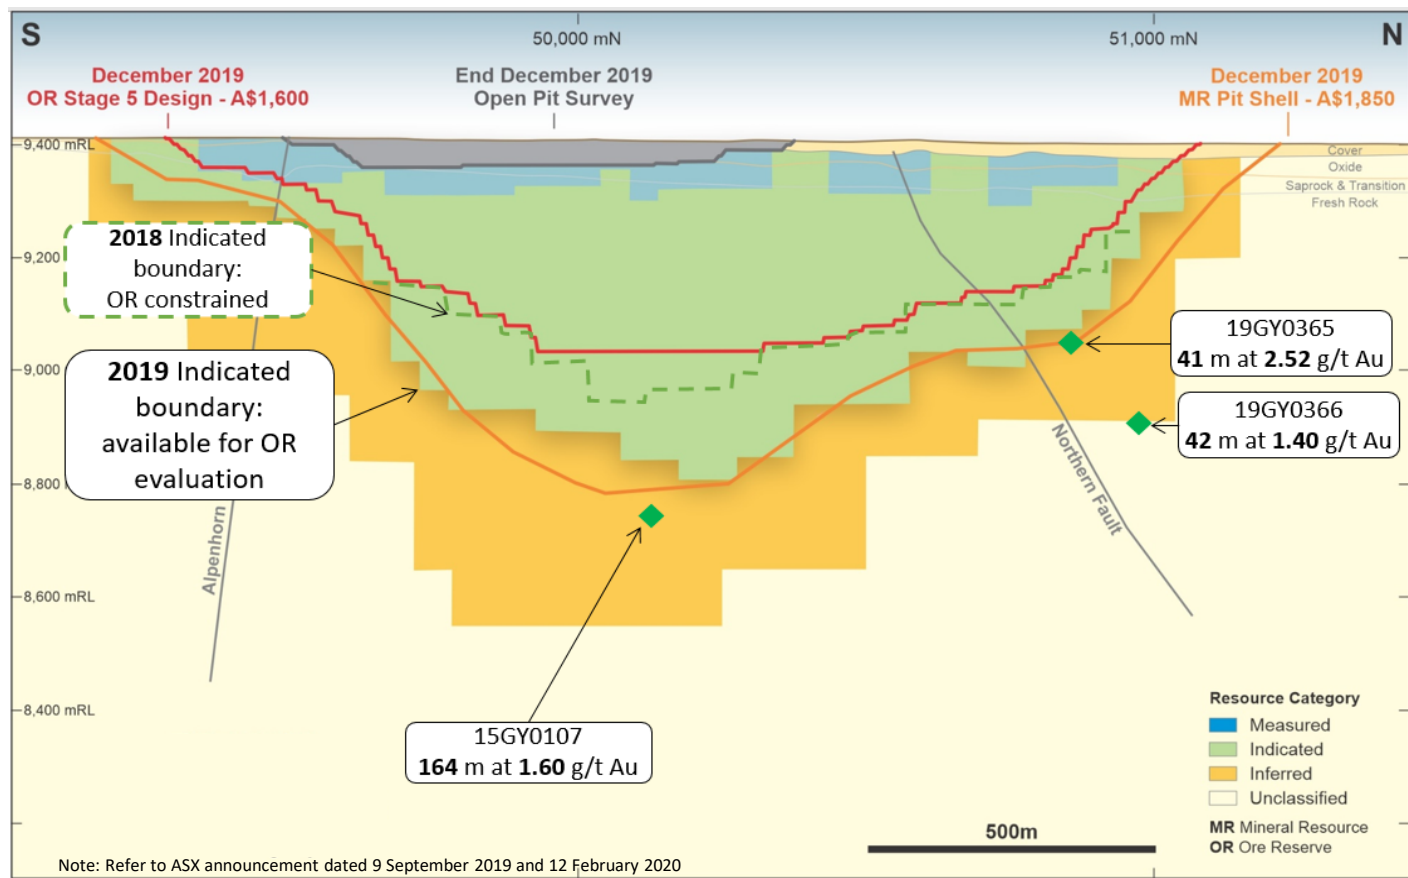 S
50,000 mN
51,000 mN
N
December 2019
OR Stage 5 Design - A$1,600
End December 2019
Open Pit Survey
December 2019
MR Pit Shell - A$1,850
9,400 mRL
Cover
Oxide
Saprock & Transition
Fresh Rock
2018 Indicated
boundary:
OR constrained
9,200 mRL
19GY0365
41 m at 2.52 g/t Au
9,000 mRL
2019 Indicated
boundary:
available for OR
evaluation
19GY0366
42 m at 1.40 g/t Au
8,800
Northern Fault
Alpenhorn
8,600 mRL
8,400 mRL
15GY0107
164 m at 1.60 g/t Au
Resource Category
Measured
Indicated
Inferred
Unclassified
MR Mineral Resource
OR Ore Reserve
500m
Note: Refer to ASX announcement dated 9 September 2019 and 12 February 2020